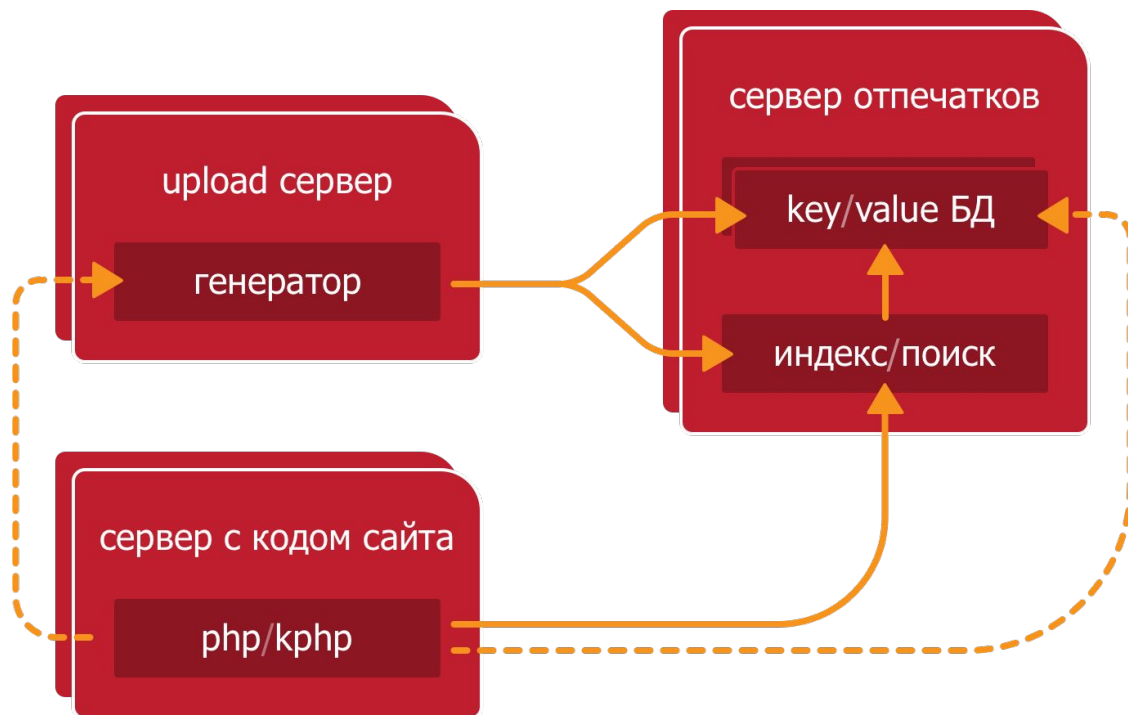 сервер отпечатков
key/value БД
индекс/поиск
upload сервер
генератор
сервер с кодом сайта
php/kphp